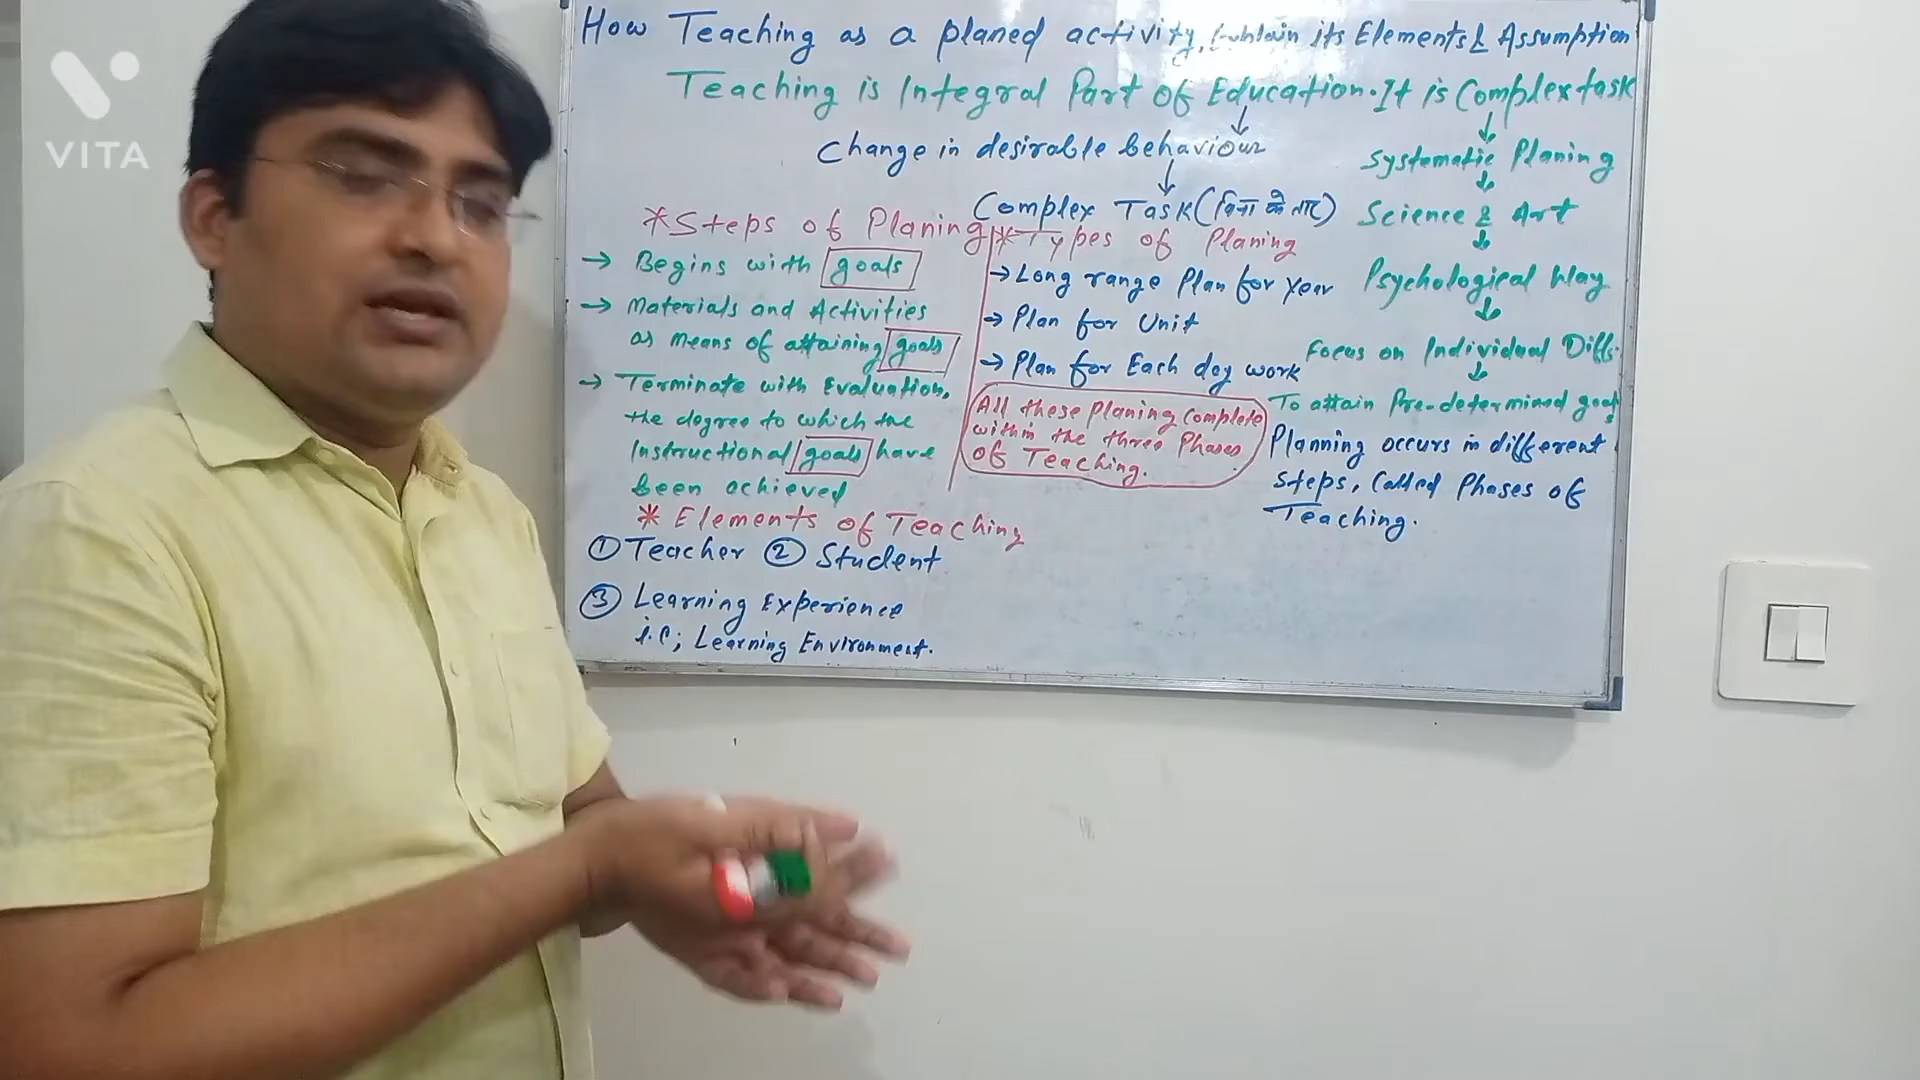 VITA
How Teaching as a planed activity, its Elements & Assumption
Teaching is Integral Part of Education. It is Complex task
Change in desirable behaviour
Complex Task
*Steps of Planing
→ Begins with goals
→ Materials and Activities
as means of attaining goals
→ Terminate with Evaluation,
the degree to which the
Instructional goals have
been achieved
* Elements of Teaching
① Teacher ② Student
③ Learning Experience
i.e; Learning Environment.
*Types of Planing
→ Long range Plan for Year
→ Plan for Unit
→ Plan for Each day work
All these Planing Complete
within the three Phases
of Teaching.
Systematic Planing
Science & Art
Psychological Way
Focus on Individual Diff.
To attain Pre-determined goals
Planning occurs in different
steps, Called Phases of
Teaching.